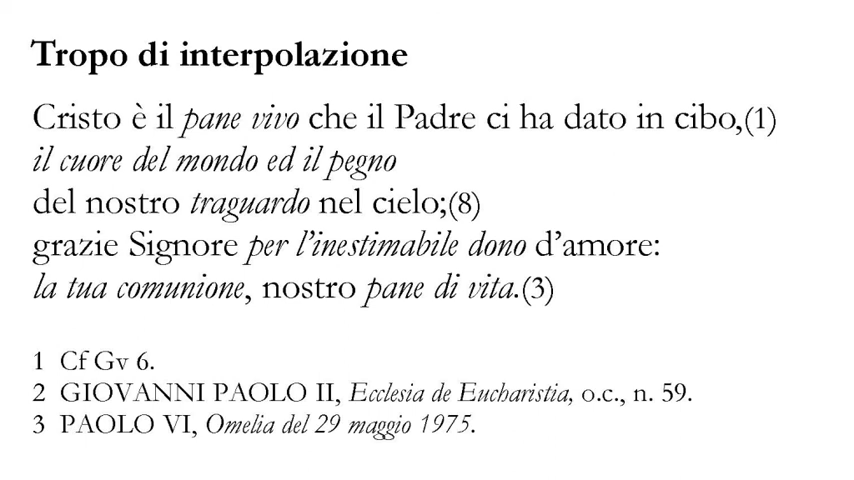 Tropo di interpolazione
Cristo è il pane vivo che il Padre ci ha dato in cibo,(1)
il cuore del mondo ed il pegno
del nostro traguardo nel cielo;(8)
grazie Signore per l’inestimabile dono d’amore:
la tua comunione, nostro pane di vita.(3)
1 Cf Gv 6.
2 GIOVANNI PAOLO II, Ecclesia de Eucharistia, o.c., n. 59.
3 PAOLO VI, Omelia del 29 maggio 1975.